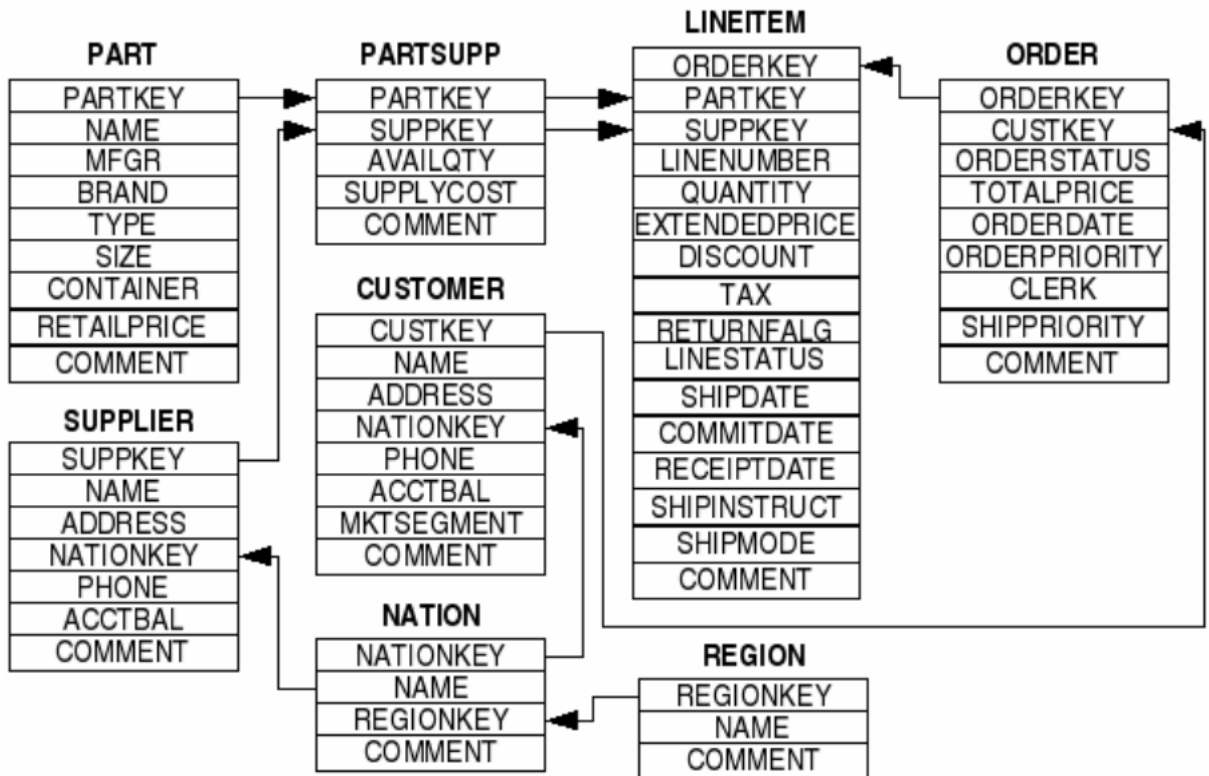 PART
PARTKEY
NAME
MFGR
BRAND
TYPE
SIZE
CONTAINER
RETAILPRICE
COMMENT
SUPPLIER
SUPPKEY
NAME
ADDRESS
NATIONKEY
PHONE
ACCTBAL
COMMENT
PARTSUPP
PARTKEY
SUPPKEY
AVAILQTY
SUPPLYCOST
COMMENT
CUSTOMER
CUSTKEY
NAME
ADDRESS
NATIONKEY
PHONE
ACCTBAL
MKTSEGMENT
COMMENT
NATION
NATIONKEY
NAME
REGIONKEY
COMMENT
LINEITEM
ORDERKEY
PARTKEY
SUPPKEY
LINENUMBER
QUANTITY
EXTENDEDPRICE
DISCOUNT
TAX
RETURNFALG
LINESTATUS
SHIPDATE
COMMITDATE
RECEIPTDATE
SHIPINSTRUCT
SHIPMODE
COMMENT
REGION
REGIONKEY
NAME
COMMENT
ORDER
ORDERKEY
CUSTKEY
ORDERSTATUS
TOTALPRICE
ORDERDATE
ORDERPRIORITY
CLERK
SHIPPRIORITY
COMMENT